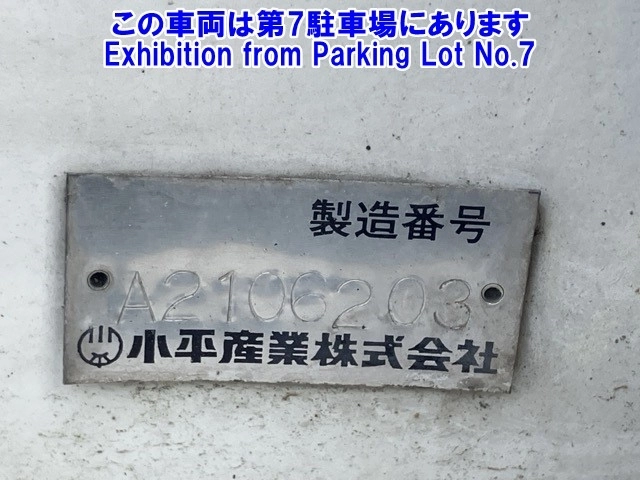 この車両は第7駐車場にあります
Exhibition from Parking Lot No.7
製造番号
A2106203
小平産業株式会社